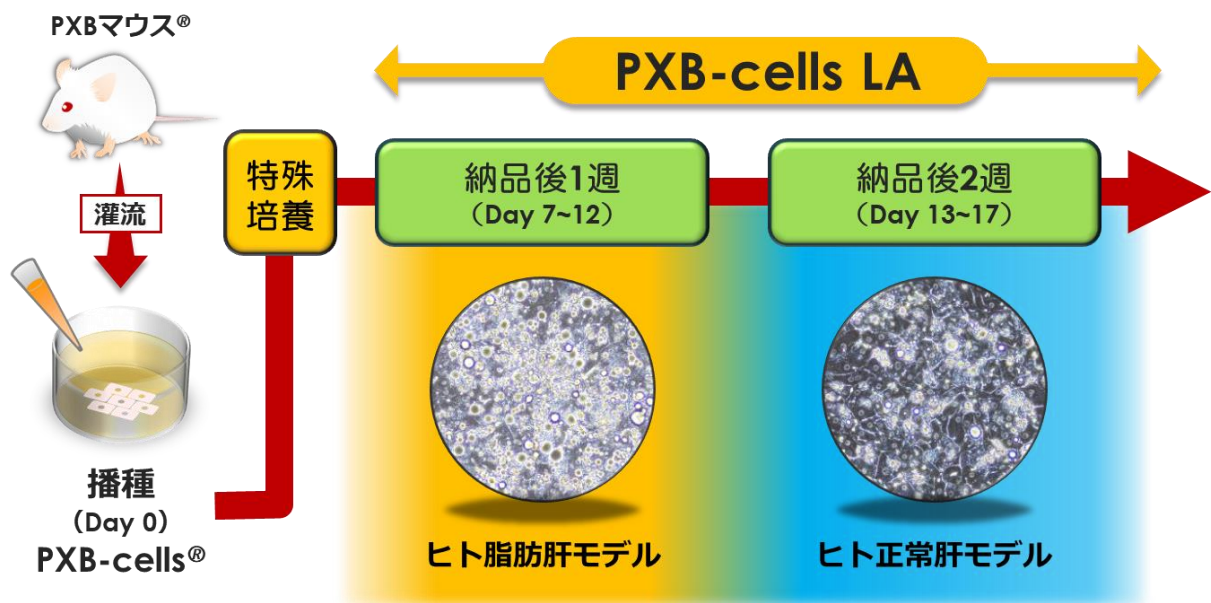 PXBマウス®
灌流
播種
(Day 0)
PXB-cells®
特殊
培養
PXB-cells LA
納品後1週
(Day 7~12)
ヒト脂肪肝モデル
納品後2週
(Day 13~17)
ヒト正常肝モデル